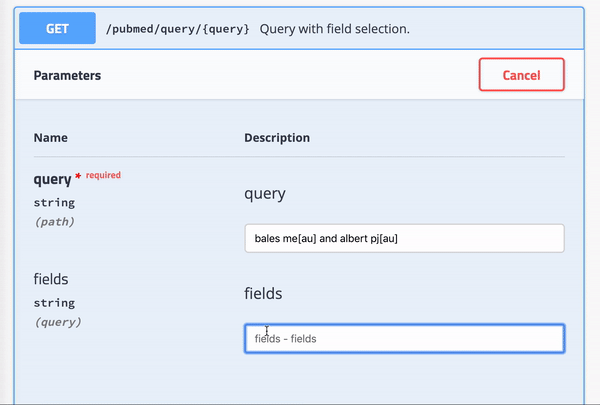 GET /pubmed/query/{query} Query with field selection.
Parameters Cancel
Name Description
query * required query
string
(path) bales me[au] and albert pj[au]
fields fields
string
(query) fields - fields